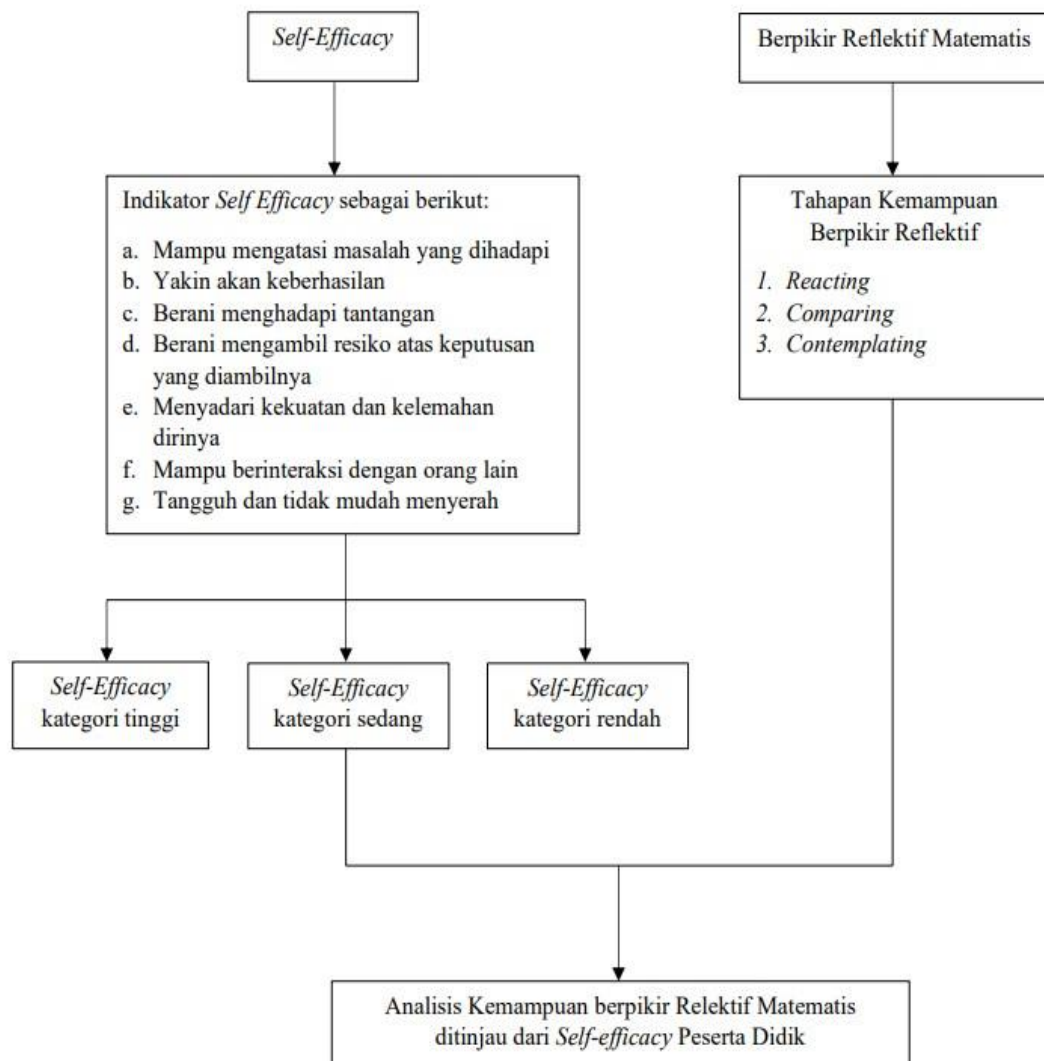 Self-Efficacy
Berpikir Reflektif Matematis
Indikator Self Efficacy sebagai berikut:
a. Mampu mengatasi masalah yang dihadapi
b. Yakin akan keberhasilan
c. Berani menghadapi tantangan
d. Berani mengambil resiko atas keputusan
yang diambilnya
e. Menyadari kekuatan dan kelemahan
dirinya
f. Mampu berinteraksi dengan orang lain
g. Tangguh dan tidak mudah menyerah
Tahapan Kemampuan
Berpikir Reflektif
1. Reacting
2. Comparing
3. Contemplating
Self-Efficacy
kategori tinggi
Self-Efficacy
kategori sedang
Self-Efficacy
kategori rendah
Analisis Kemampuan berpikir Relektif Matematis
ditinjau dari Self-efficacy Peserta Didik